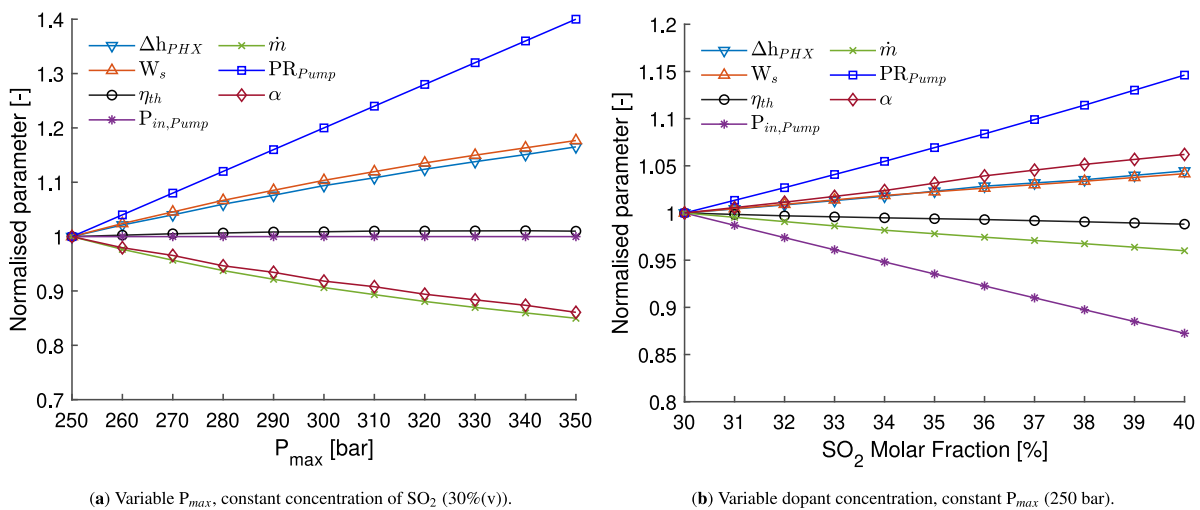 1.4
1.3
1.2
1.1
1
0.9
0.8
0.7
Normalised parameter [-]
Δh_PHX
W_s
η_th
P_in,Pump
ṁ
PR_Pump
α
250 260 270 280 290 300 310 320 330 340 350
P_max [bar]
(a) Variable P_max, constant concentration of SO_2 (30%(v)).
1.2
1.15
1.1
1.05
1
0.95
0.9
0.85
0.8
Normalised parameter [-]
Δh_PHX
W_s
η_th
P_in,Pump
ṁ
PR_Pump
α
30 31 32 33 34 35 36 37 38 39 40
SO_2 Molar Fraction [%]
(b) Variable dopant concentration, constant P_max (250 bar).